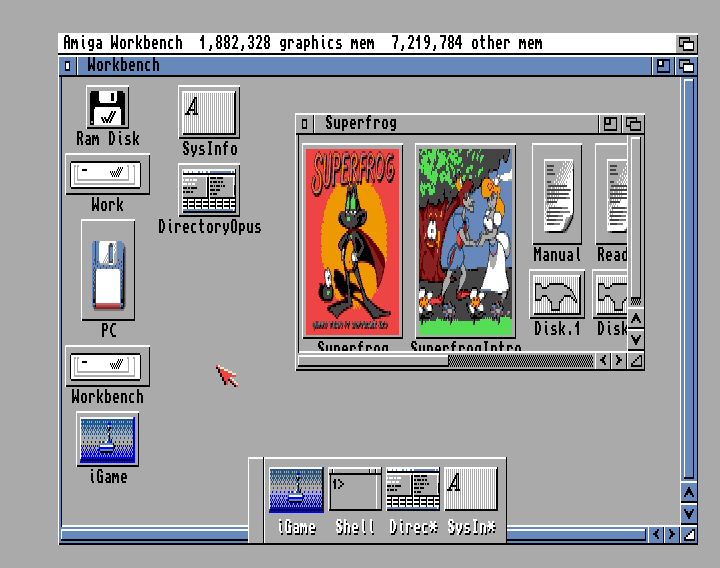 Amiga Workbench 1,882,328 graphics mem 7,219,784 other mem
Workbench
Ram Disk
Work
PC
Workbench
iGame
A
SysInfo
DirectoryOpus
Superfrog
SUPERFROG
Superfrog
SuperfrogIntro
Manual
Read
Disk.1
Disk
iGame
1>
Shell
Direc*
A
SysIn*